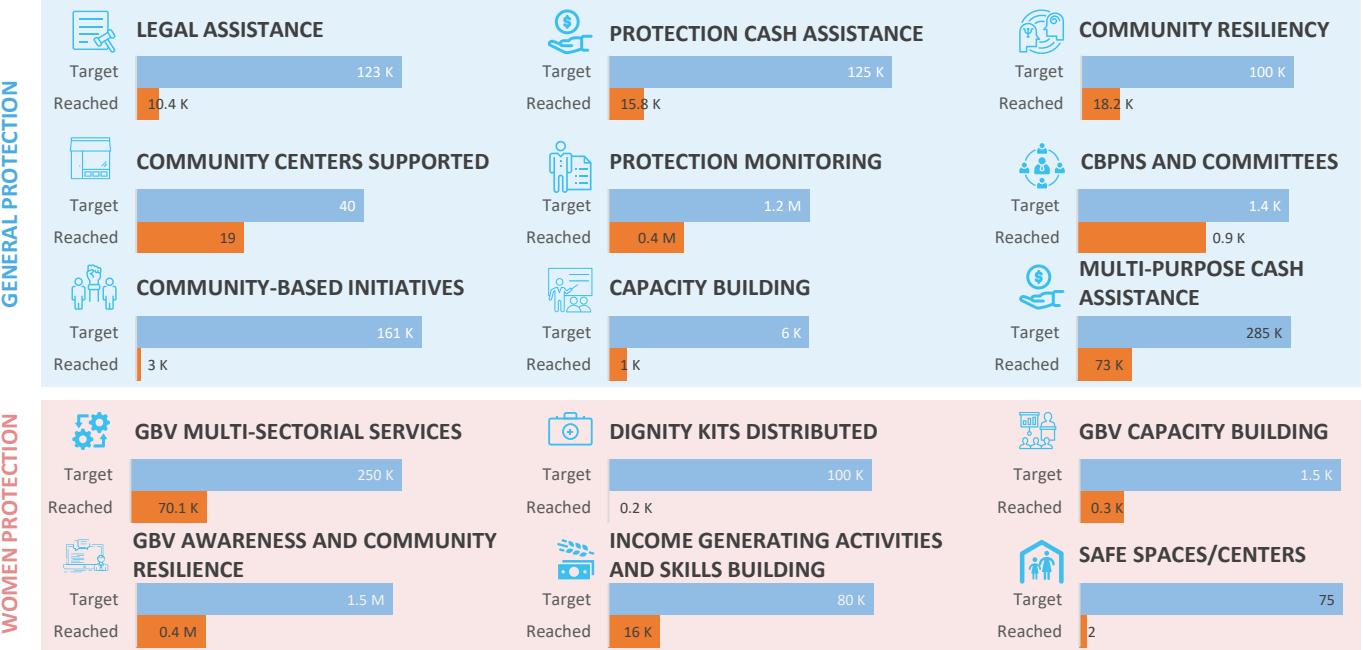 GENERAL PROTECTION
LEGAL ASSISTANCE
Target 123 K
Reached 10.4 K
PROTECTION CASH ASSISTANCE
Target 125 K
Reached 15.8 K
COMMUNITY RESILIENCY
Target 100 K
Reached 18.2 K
COMMUNITY CENTERS SUPPORTED
Target 40
Reached 19
PROTECTION MONITORING
Target 1.2 M
Reached 0.4 M
CBPNS AND COMMITTEES
Target 1.4 K
Reached 0.9 K
COMMUNITY-BASED INITIATIVES
Target 161 K
Reached 3 K
CAPACITY BUILDING
Target 6 K
Reached 1 K
MULTI-PURPOSE CASH
ASSISTANCE
Target 285 K
Reached 73 K
WOMEN PROTECTION
GBV MULTI-SECTORIAL SERVICES
Target 250 K
Reached 70.1 K
DIGNITY KITS DISTRIBUTED
Target 100 K
Reached 0.2 K
GBV CAPACITY BUILDING
Target 1.5 K
Reached 0.3 K
GBV AWARENESS AND COMMUNITY
RESILIENCE
Target 1.5 M
Reached 0.4 M
INCOME GENERATING ACTIVITIES
AND SKILLS BUILDING
Target 80 K
Reached 16 K
SAFE SPACES/CENTERS
Target 75
Reached 2